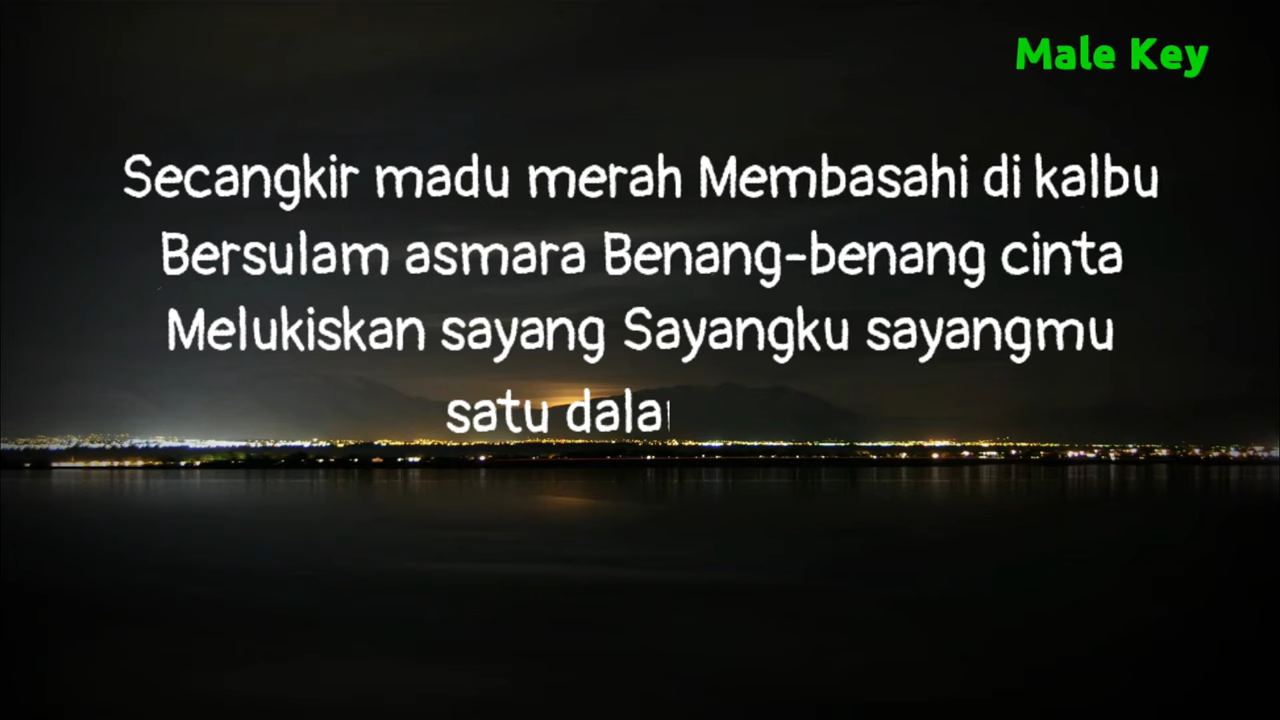 Male Key
Secangkir madu merah Membasahi di kalbu
Bersulam asmara Benang-benang cinta
Melukiskan sayang Sayangku sayangmu
satu dala